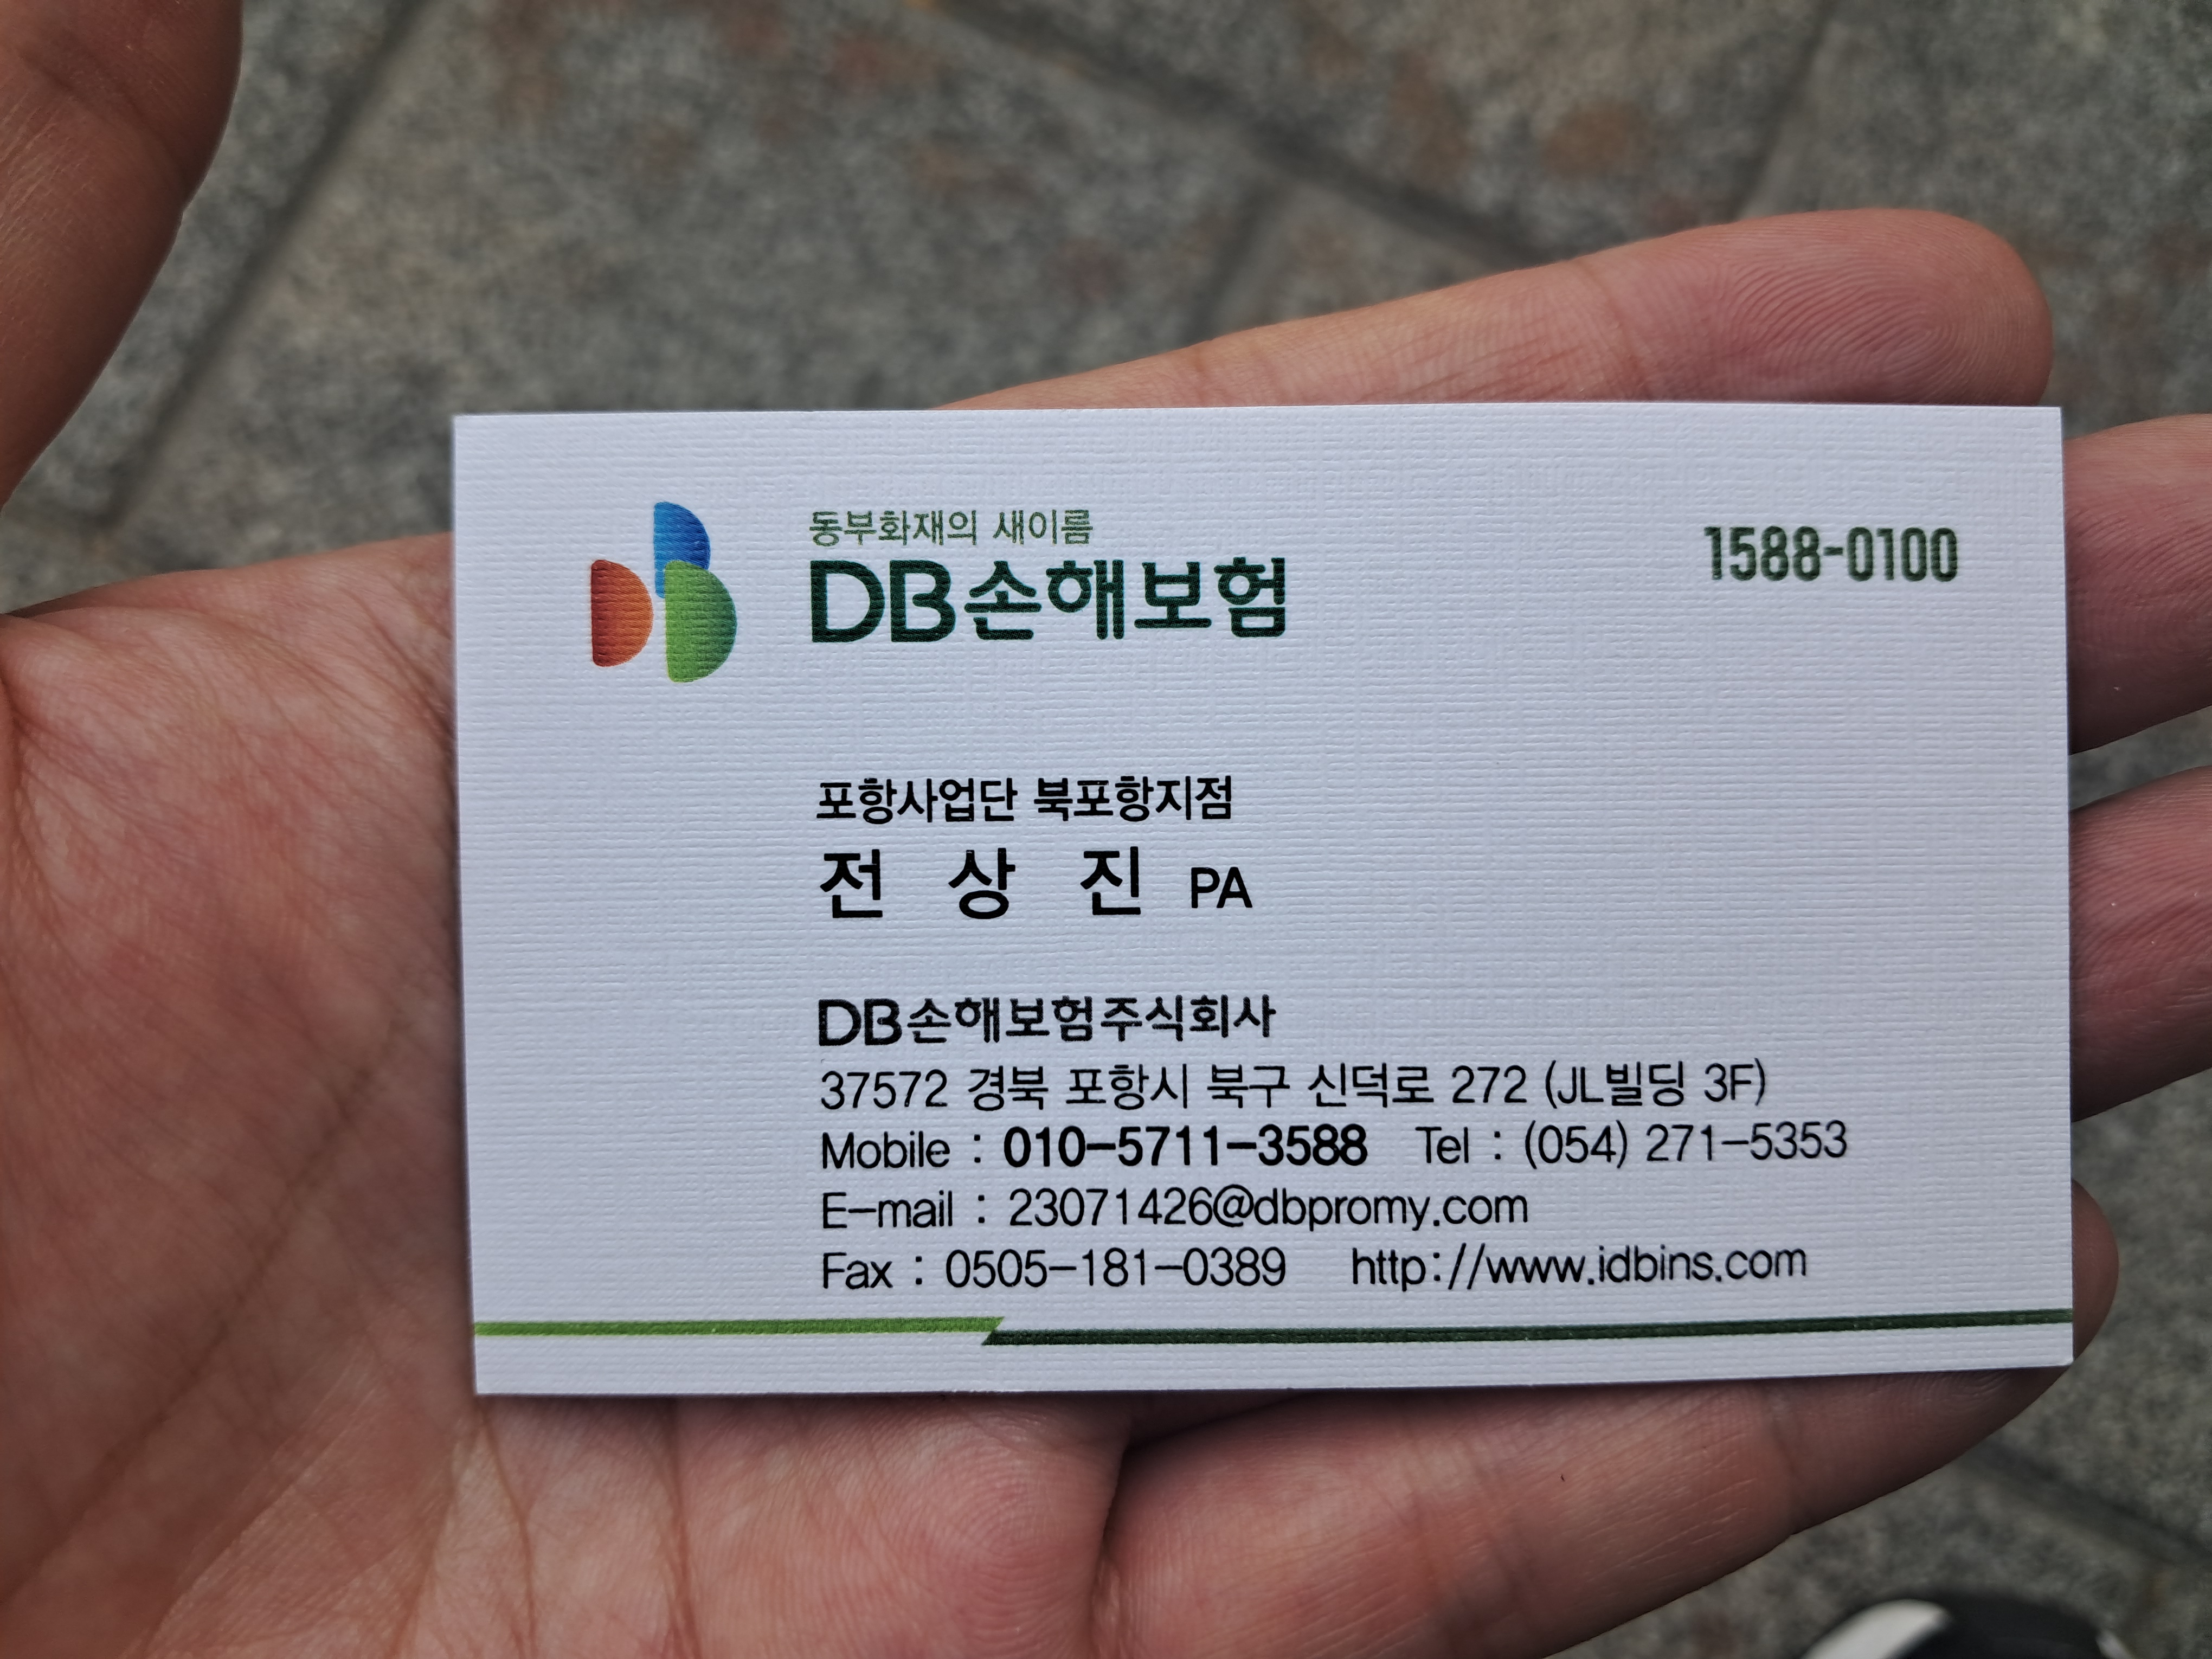 동부화재의 새이름
DB손해보험
1588-0100
포항사업단 북포항지점
전 상 진 PA
DB손해보험주식회사
37572 경북 포항시 북구 신덕로 272 (JL빌딩 3F)
Mobile : 010-5711-3588 Tel : (054) 271-5353
E-mail : 23071426@dbpromy.com
Fax : 0505-181-0389 http://www.idbins.com